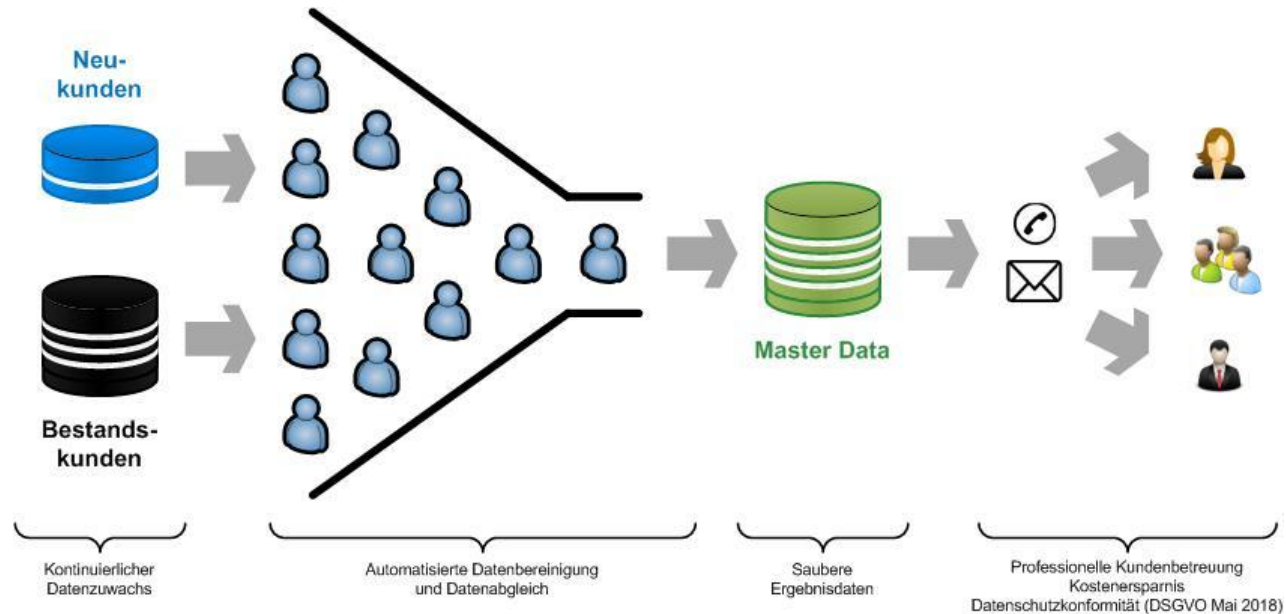 Neu-
kunden
Bestands-
kunden
Master Data
Kontinuierlicher
Datenzuwachs
Automatisierte Datenbereinigung
und Datenabgleich
Saubere
Ergebnisdaten
Professionelle Kundenbetreuung
Kostenersparnis
Datenschutzkonformität (DSGVO Mai 2018)